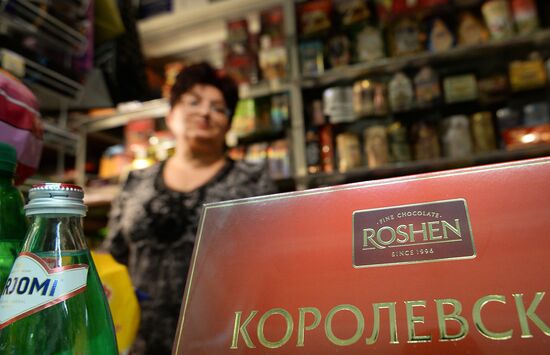 RJOMI
FINE CHOCOLATE
ROSHEN
SINCE 1996
КОРОЛЕВСК